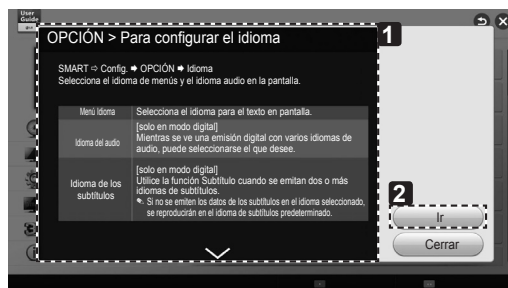 User
Guide
OPCIÓN > Para configurar el idioma
1
SMART ⇨ Config. ➡ OPCIÓN ➡ Idioma
Selecciona el idioma de menús y el idioma audio en la pantalla.
Menú Idioma
Selecciona el idioma para el texto en pantalla.
Idioma del audio
[solo en modo digital]
Mientras se ve una emisión digital con varios idiomas de
audio, puede seleccionarse el que desee.
Idioma de los
subtítulos
[solo en modo digital]
Utilice la función Subtítulo cuando se emitan dos o más
idiomas de subtítulos.
Si no se emiten los datos de los subtítulos en el idioma seleccionado,
se reproducirán en el idioma de subtítulos predeterminado.
2
Ir
Cerrar